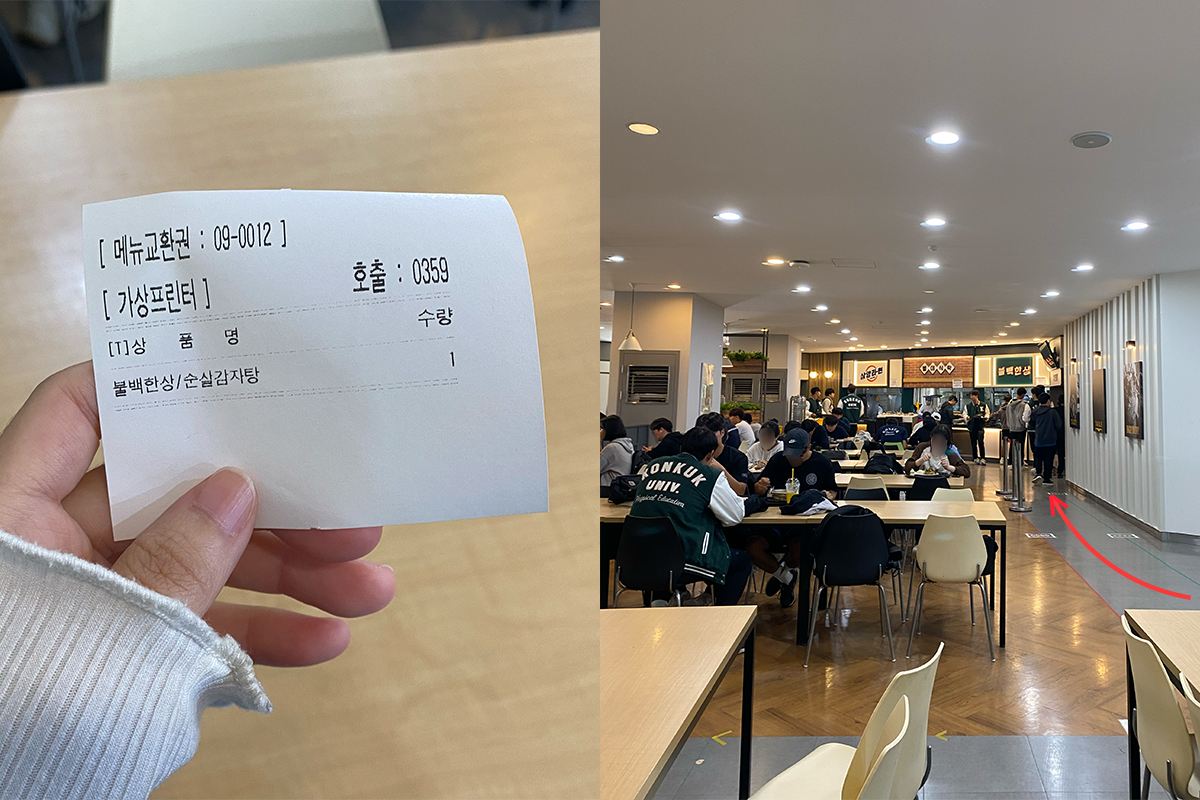 [ 메뉴교환권 : 09-0012 ]
[ 가상프린터 ] 호출 : 0359
[T]상 품 명 수량
불백한상/순살감자탕 1
불백한상
KONKUK
UNIV.
Physical Education
KONKUK
UNIV.